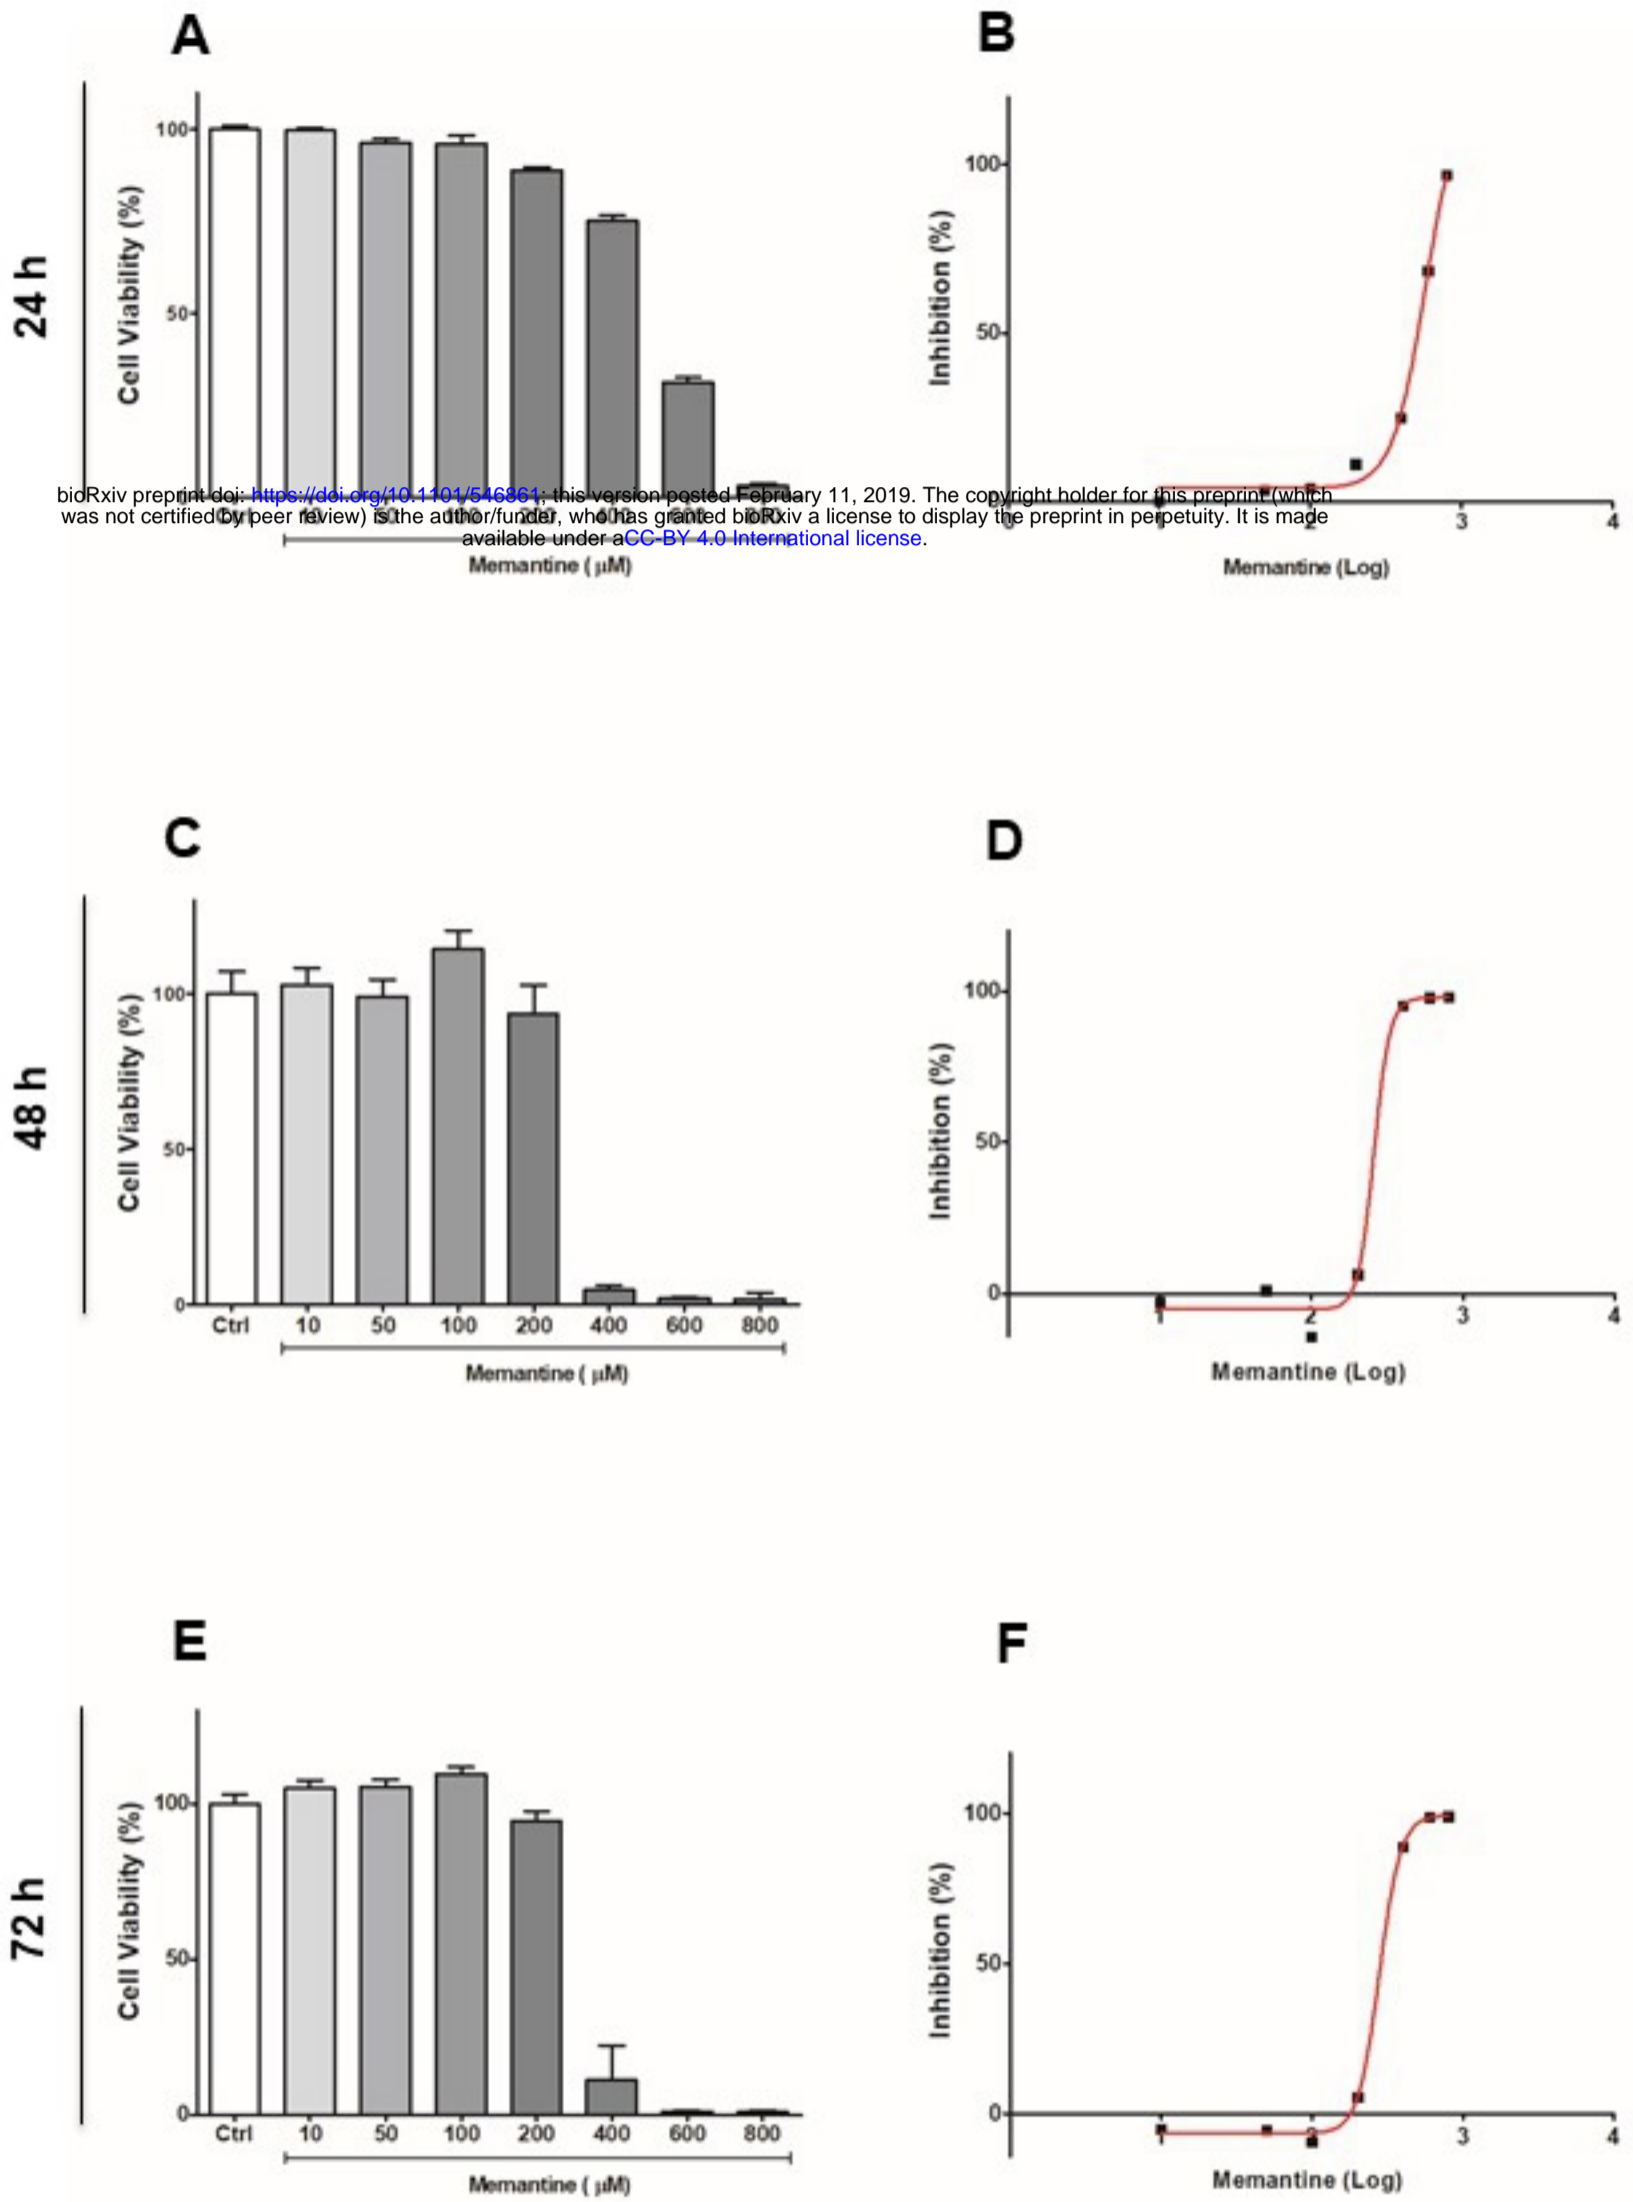 A
B
24 h
Cell Viability (%)
100
50
Inhibition (%)
100
50
bioRxiv preprint doi: https://doi.org/10.1101/546861; this version posted February 11, 2019. The copyright holder for this preprint (which
was not certified by peer review) is the author/funder, who has granted bioRxiv a license to display the preprint in perpetuity. It is made
available under aCC-BY 4.0 International license.
3 4
Memantine ( μM)
Memantine (Log)
C
D
48 h
Cell Viability (%)
100
50
0
Ctrl 10 50 100 200 400 600 800
Memantine ( μM)
Inhibition (%)
100
50
0
1 2 3 4
Memantine (Log)
E
F
72 h
Cell Viability (%)
100
50
0
Ctrl 10 50 100 200 400 600 800
Memantine ( μM)
Inhibition (%)
100
50
0
1 2 3 4
Memantine (Log)